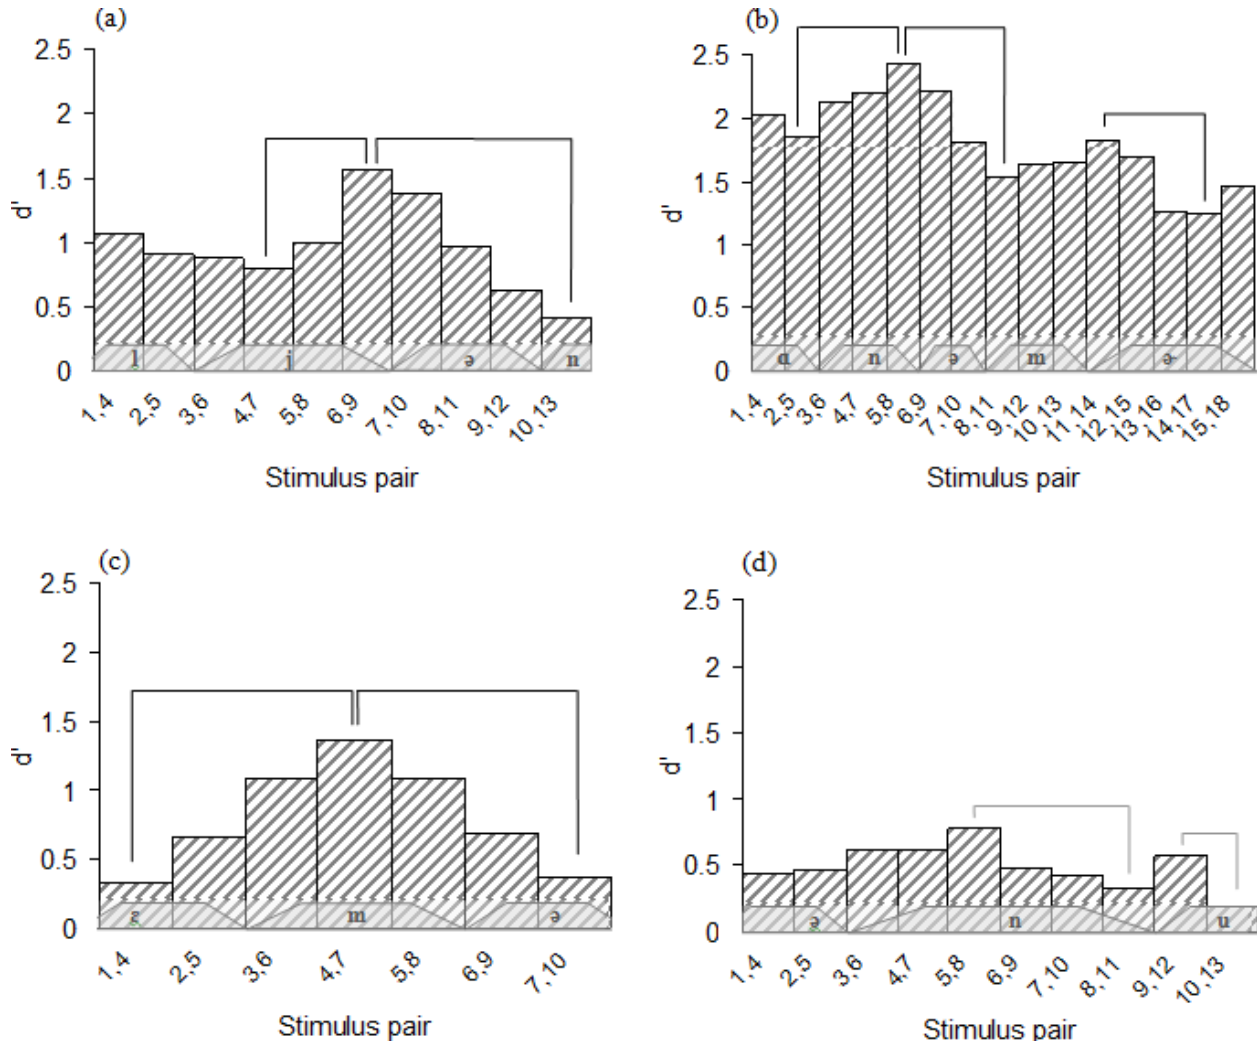 (a)
2.5
2
1.5
1
0.5
0
d'
l j ə u
1,4 2,5 3,6 4,7 5,8 6,9 7,10 8,11 9,12 10,13
Stimulus pair
(b)
2.5
2
1.5
1
0.5
0
d'
n ə m
1,4 2,5 3,6 4,7 5,8 6,9 7,10 8,11 9,12 10,13 11,14 12,15 13,16 14,17 15,18
Stimulus pair
(c)
2.5
2
1.5
1
0.5
0
d'
ɛ m ə
1,4 2,5 3,6 4,7 5,8 6,9 7,10
Stimulus pair
(d)
2.5
2
1.5
1
0.5
0
d'
ə n u
1,4 2,5 3,6 4,7 5,8 6,9 7,10 8,11 9,12 10,13
Stimulus pair